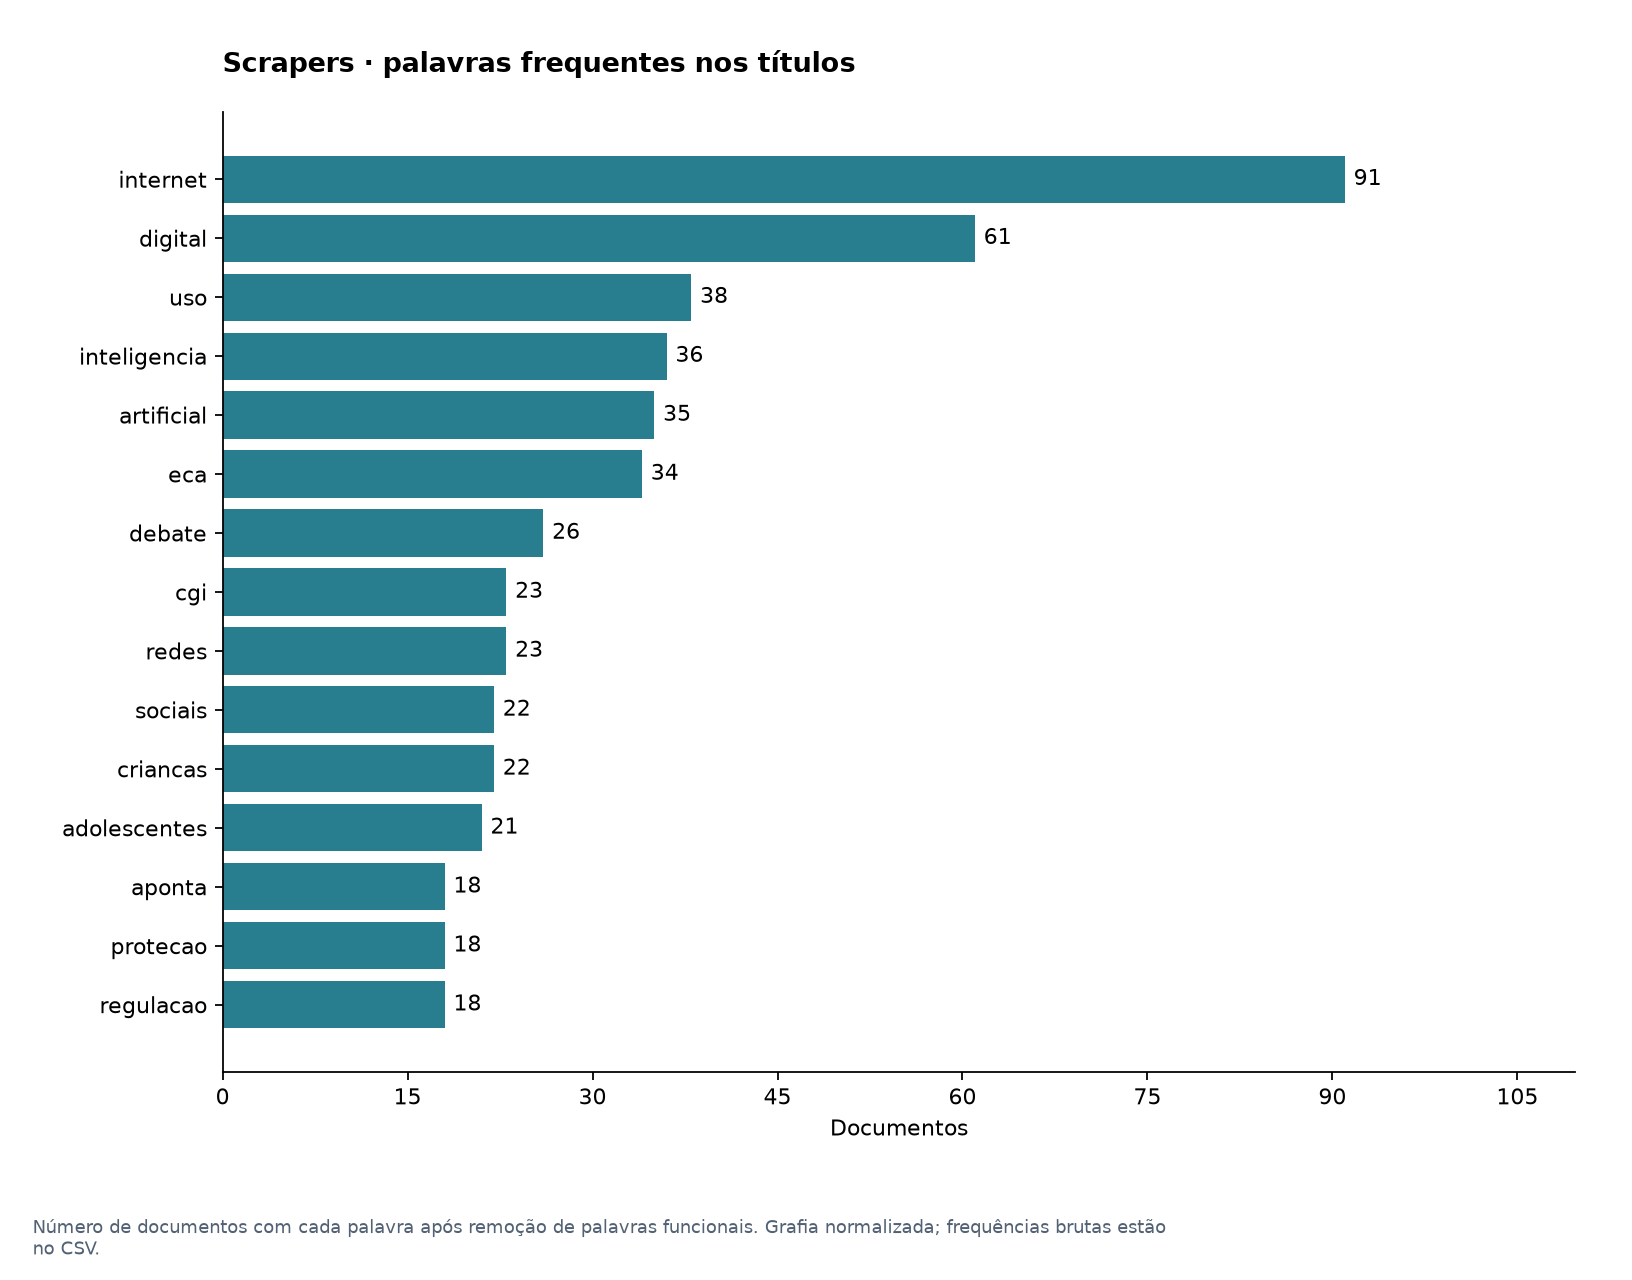 Scrapers · palavras frequentes nos títulos
internet 91
digital 61
uso 38
inteligencia 36
artificial 35
eca 34
debate 26
cgi 23
redes 23
sociais 22
criancas 22
adolescentes 21
aponta 18
protecao 18
regulacao 18
0 15 30 45 60 75 90 105
Documentos
Número de documentos com cada palavra após remoção de palavras funcionais. Grafia normalizada; frequências brutas estão
no CSV.